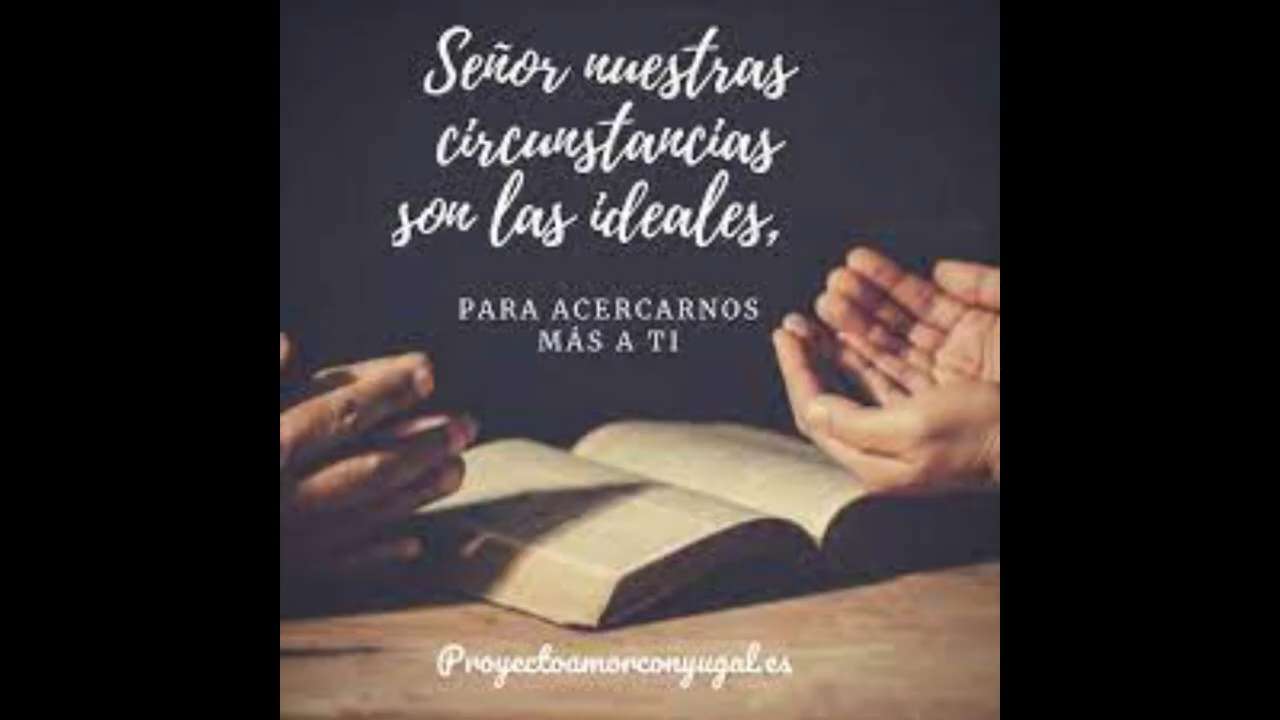 Señor nuestras
circunstancias
son las ideales,
PARA ACERCARNOS
MÁS A TI
Proyectoamorconyugal.es